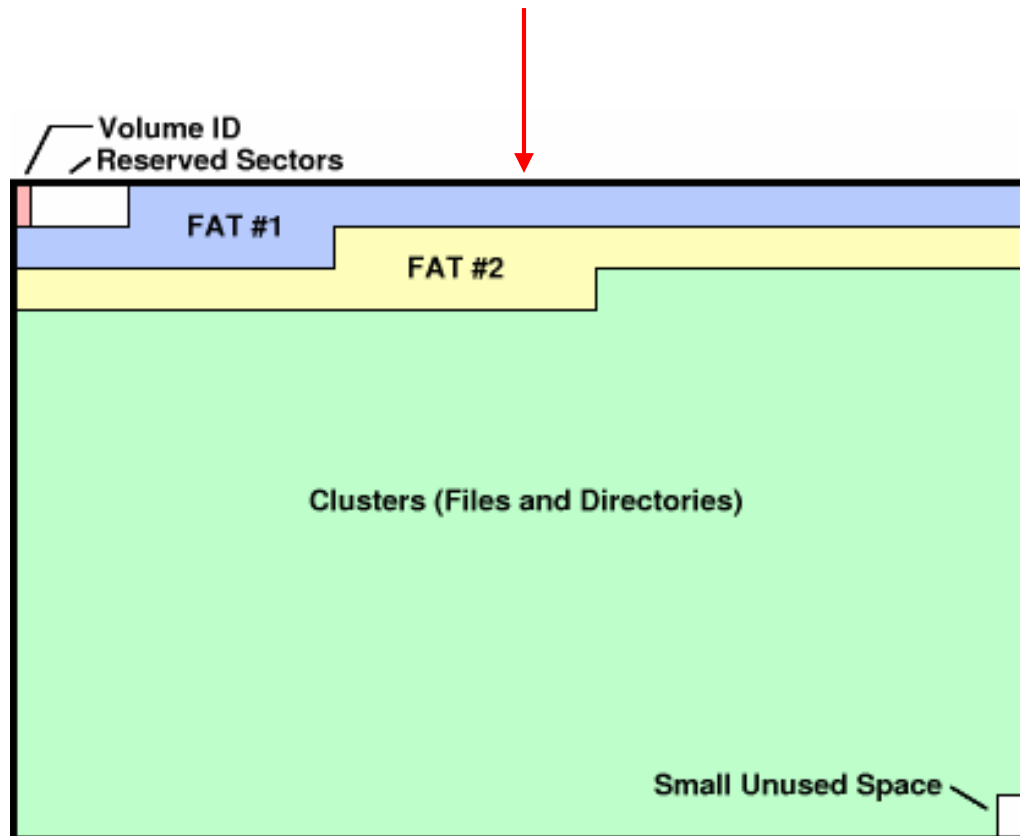 Volume ID
Reserved Sectors
FAT #1
FAT #2
Clusters (Files and Directories)
Small Unused Space